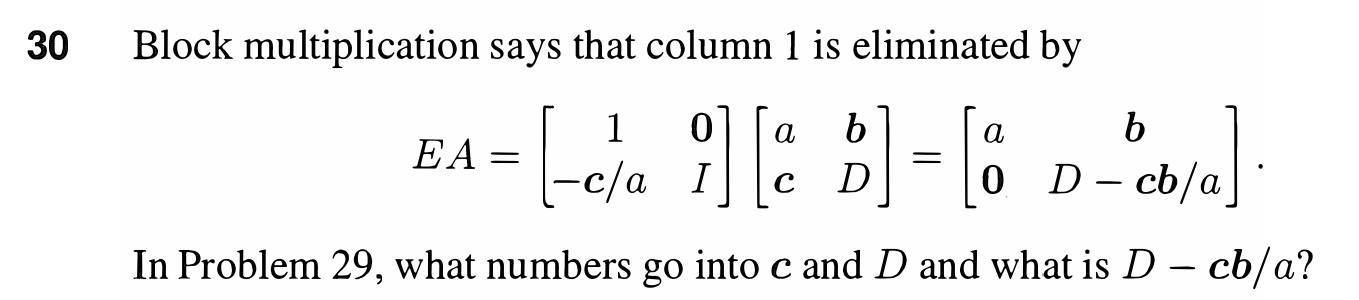 30 Block multiplication says that column 1 is eliminated by
EA = [1 0; −c/a I] [a b; c D] = [a b; 0 D − cb/a].
In Problem 29, what numbers go into c and D and what is D − cb/a?